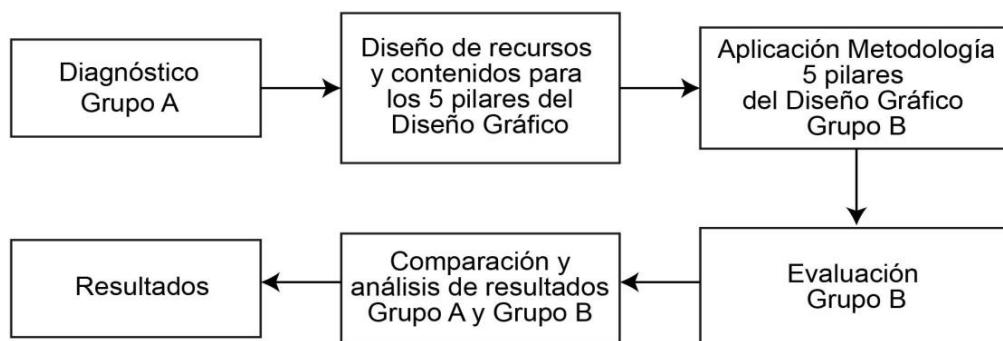 Diagnóstico
Grupo A
Diseño de recursos
y contenidos para
los 5 pilares del
Diseño Gráfico
Aplicación Metodología
5 pilares
del Diseño Gráfico
Grupo B
Evaluación
Grupo B
Comparación y
análisis de resultados
Grupo A y Grupo B
Resultados